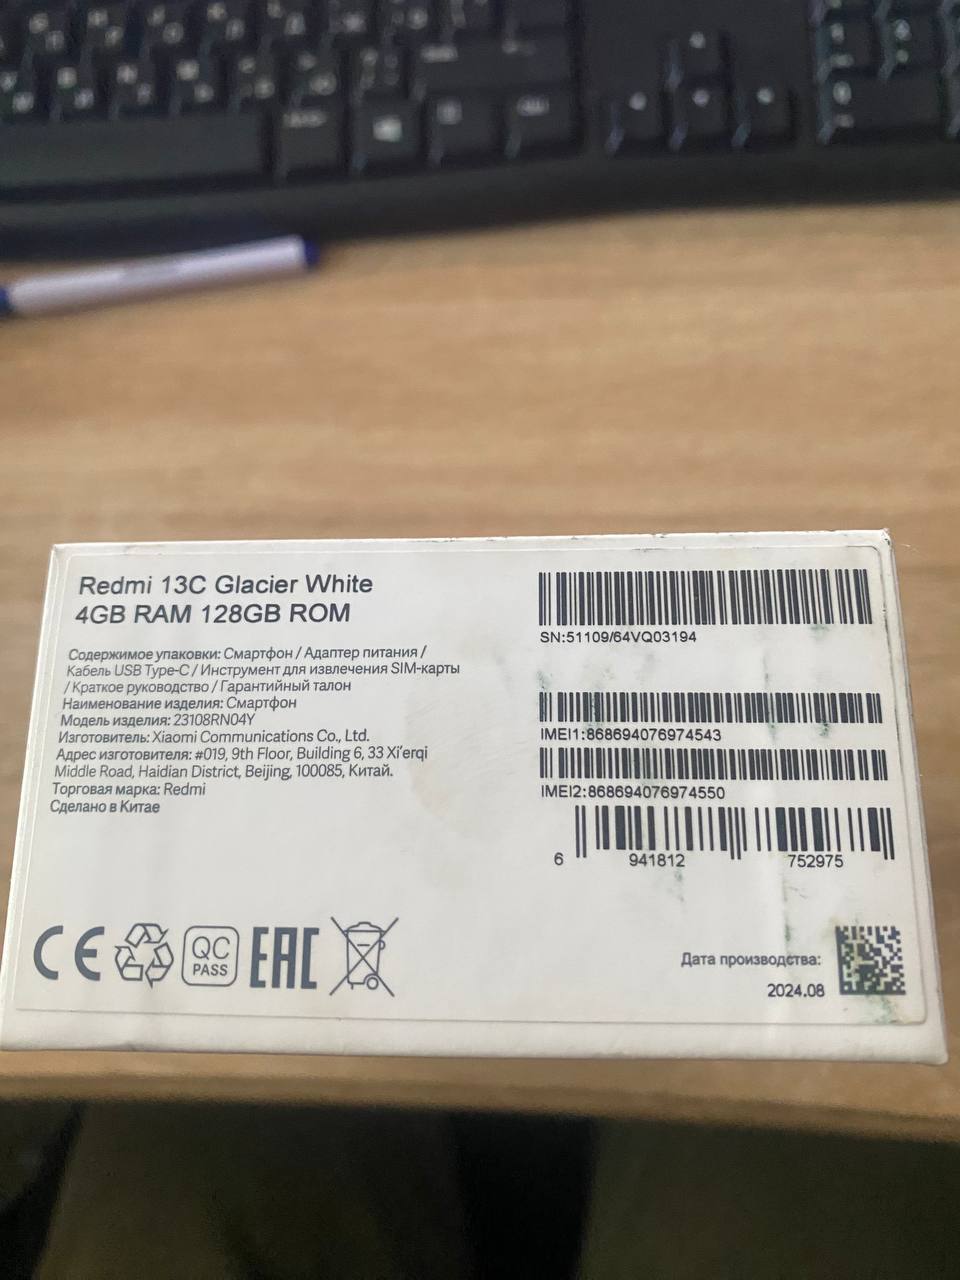 Redmi 13C Glacier White
4GB RAM 128GB ROM
Содержимое упаковки: Смартфон / Адаптер питания /
Кабель USB Type-C / Инструмент для извлечения SIM-карты
/ Краткое руководство / Гарантийный талон
Наименование изделия: Смартфон
Модель изделия: 23108RN04Y
Изготовитель: Xiaomi Communications Co., Ltd.
Адрес изготовителя: #019, 9th Floor, Building 6, 33 Xi'erqi
Middle Road, Haidian District, Beijing, 100085, Китай.
Торговая марка: Redmi
Сделано в Китае
SN:51109/64VQ03194
IMEI1:868694076974543
IMEI2:868694076974550
6 941812 752975
CE
QC
PASS
EAC
Дата производства:
2024.08